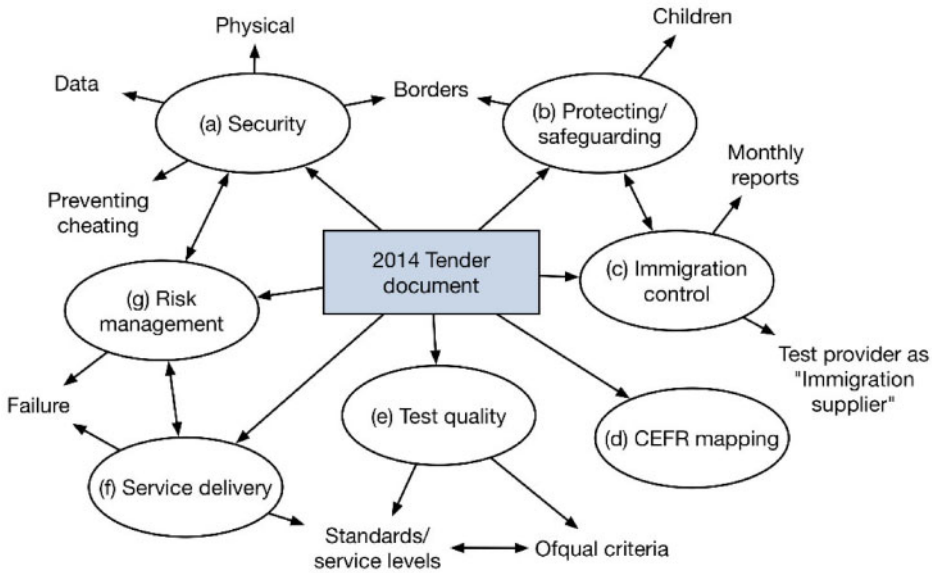 Physical
Children
Data
Borders
(a) Security
(b) Protecting/
safeguarding
Monthly
reports
Preventing
cheating
2014 Tender
document
(c) Immigration
control
(g) Risk
management
Test provider as
"Immigration
supplier"
Failure
(e) Test quality
(d) CEFR mapping
(f) Service delivery
Standards/
service levels
Ofqual criteria